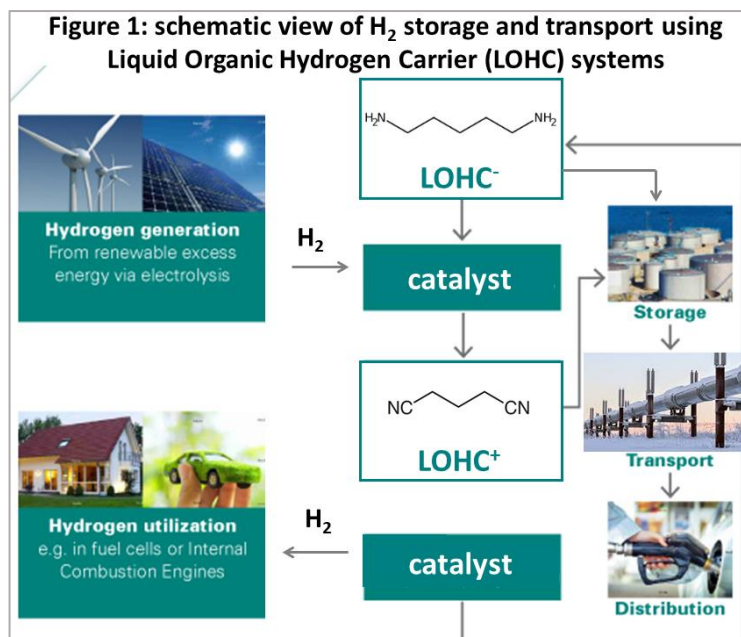 Figure 1: schematic view of H₂ storage and transport using
Liquid Organic Hydrogen Carrier (LOHC) systems
H₂N
NH₂
LOHC⁻
Hydrogen generation
From renewable excess
energy via electrolysis
H₂
catalyst
Storage
NC
CN
LOHC⁺
Transport
Hydrogen utilization
e.g. in fuel cells or Internal
Combustion Engines
H₂
catalyst
Distribution